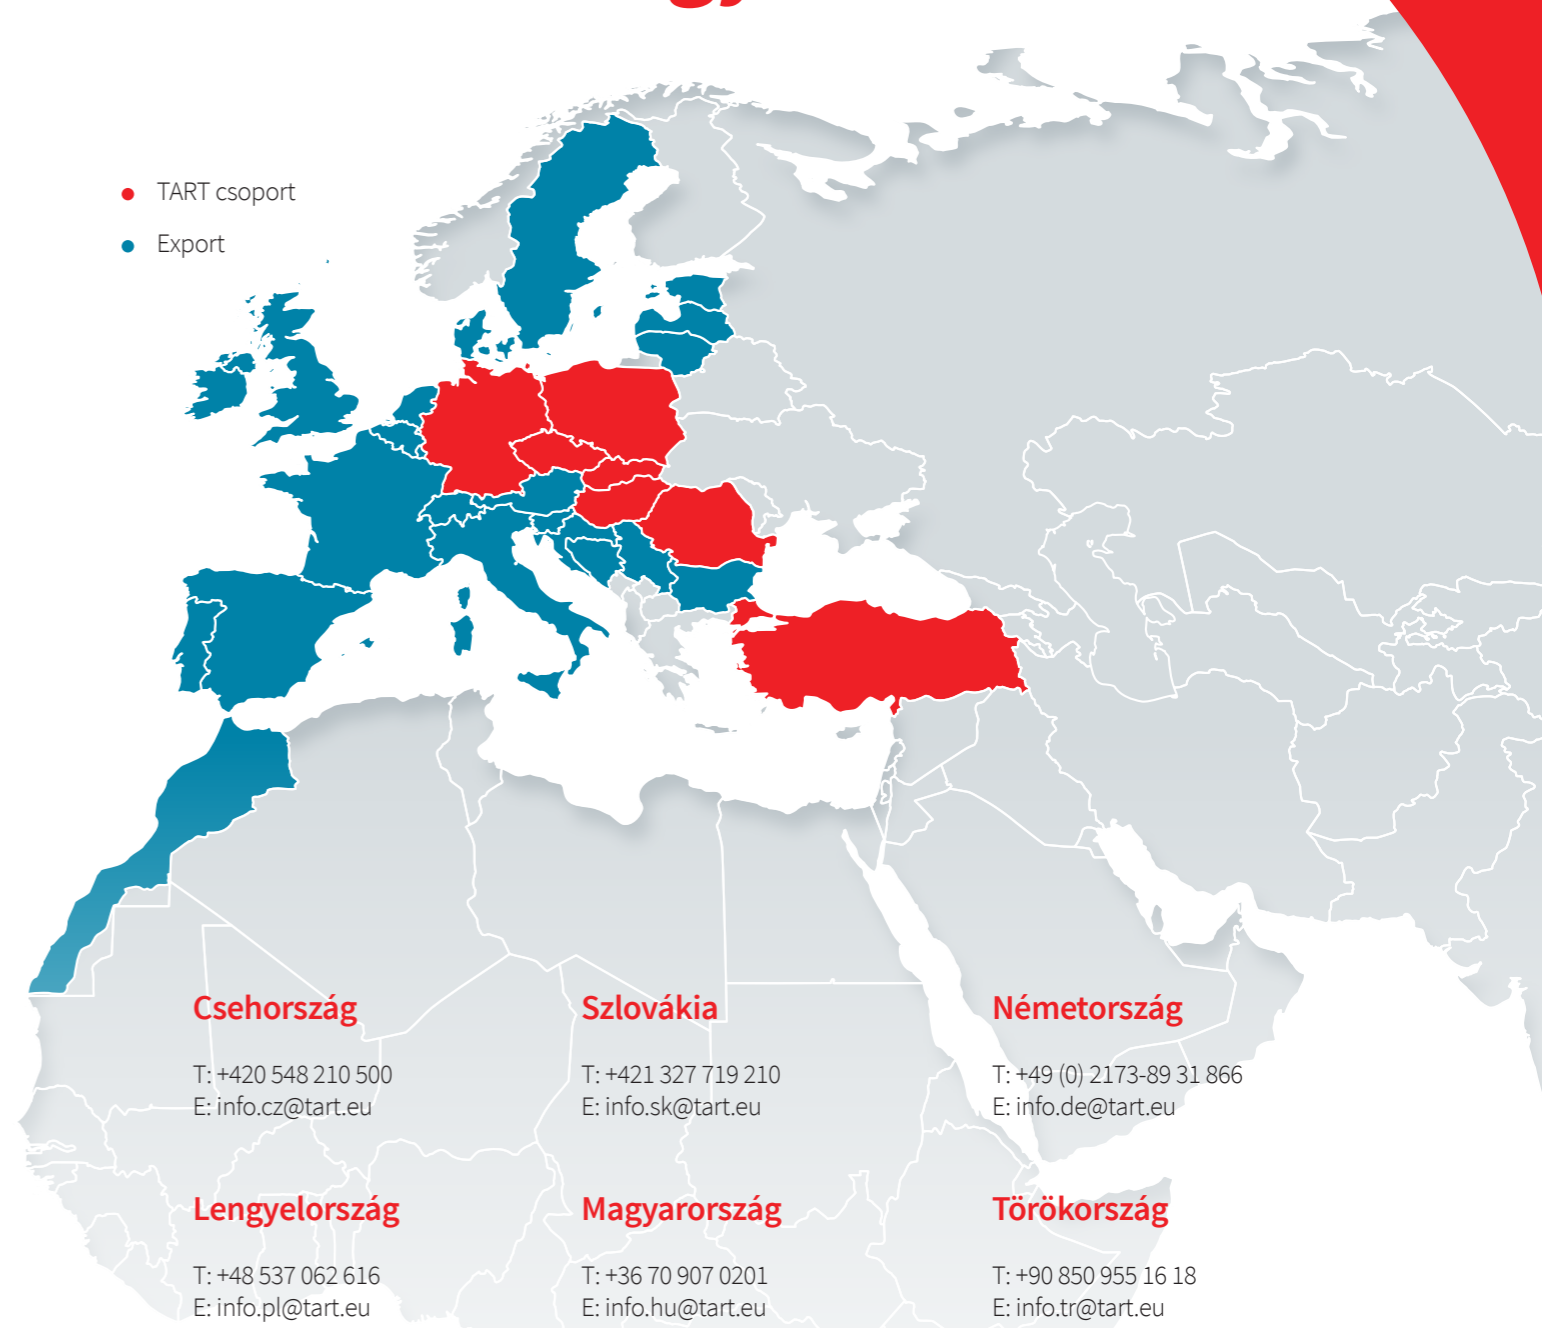 TART csoport
Export
Csehország
T: +420 548 210 500
E: info.cz@tart.eu
Szlovákia
T: +421 327 719 210
E: info.sk@tart.eu
Németország
T: +49 (0) 2173-89 31 866
E: info.de@tart.eu
Lengyelország
T: +48 537 062 616
E: info.pl@tart.eu
Magyarország
T: +36 70 907 0201
E: info.hu@tart.eu
Törökország
T: +90 850 955 16 18
E: info.tr@tart.eu